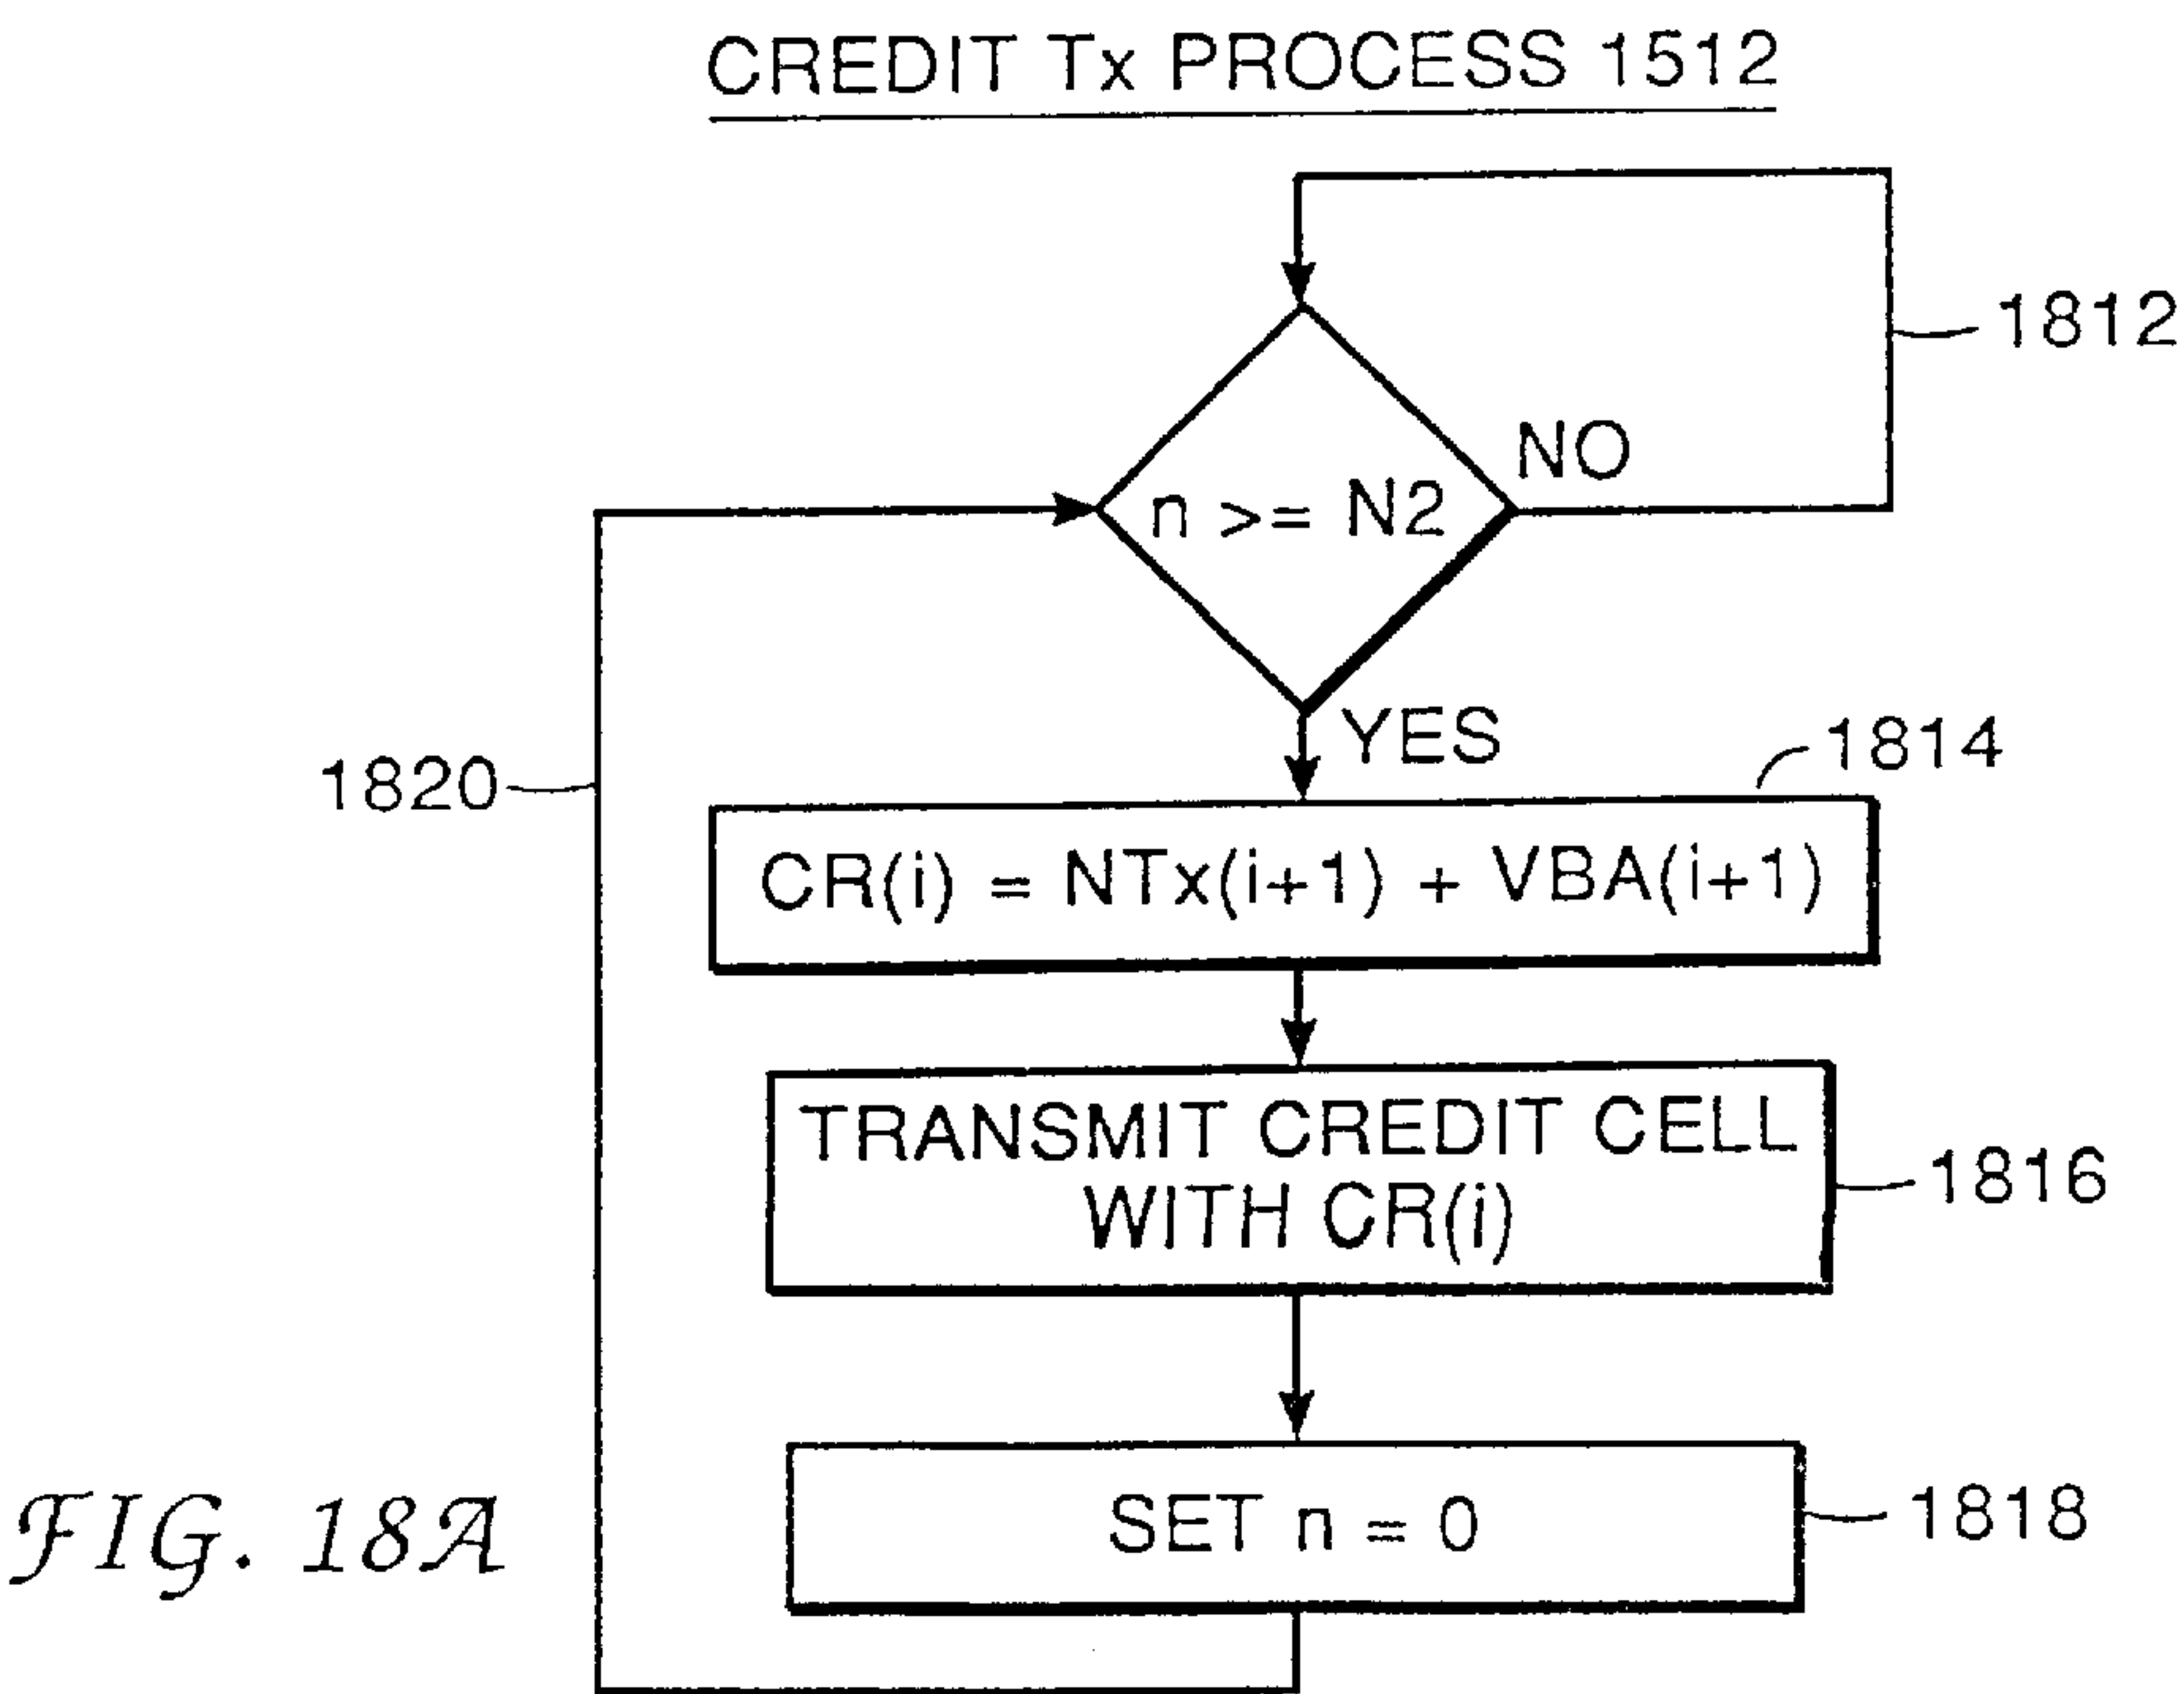 CREDIT Tx PROCESS 1512
1812
NO
n >= N2
YES
1814
1820
CR(i) = NTx(i+1) + VBA(i+1)
TRANSMIT CREDIT CELL
WITH CR(i)
1816
SET n = 0
1818
FIG. 18A